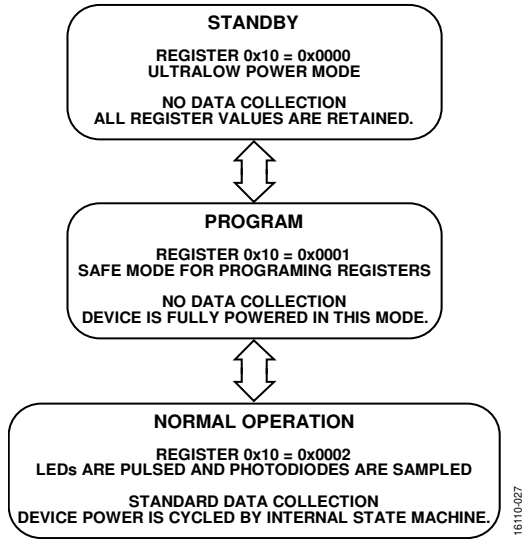 STANDBY
REGISTER 0x10 = 0x0000
ULTRALOW POWER MODE
NO DATA COLLECTION
ALL REGISTER VALUES ARE RETAINED.
PROGRAM
REGISTER 0x10 = 0x0001
SAFE MODE FOR PROGRAMING REGISTERS
NO DATA COLLECTION
DEVICE IS FULLY POWERED IN THIS MODE.
NORMAL OPERATION
REGISTER 0x10 = 0x0002
LEDs ARE PULSED AND PHOTODIODES ARE SAMPLED
STANDARD DATA COLLECTION
DEVICE POWER IS CYCLED BY INTERNAL STATE MACHINE.
16110-027